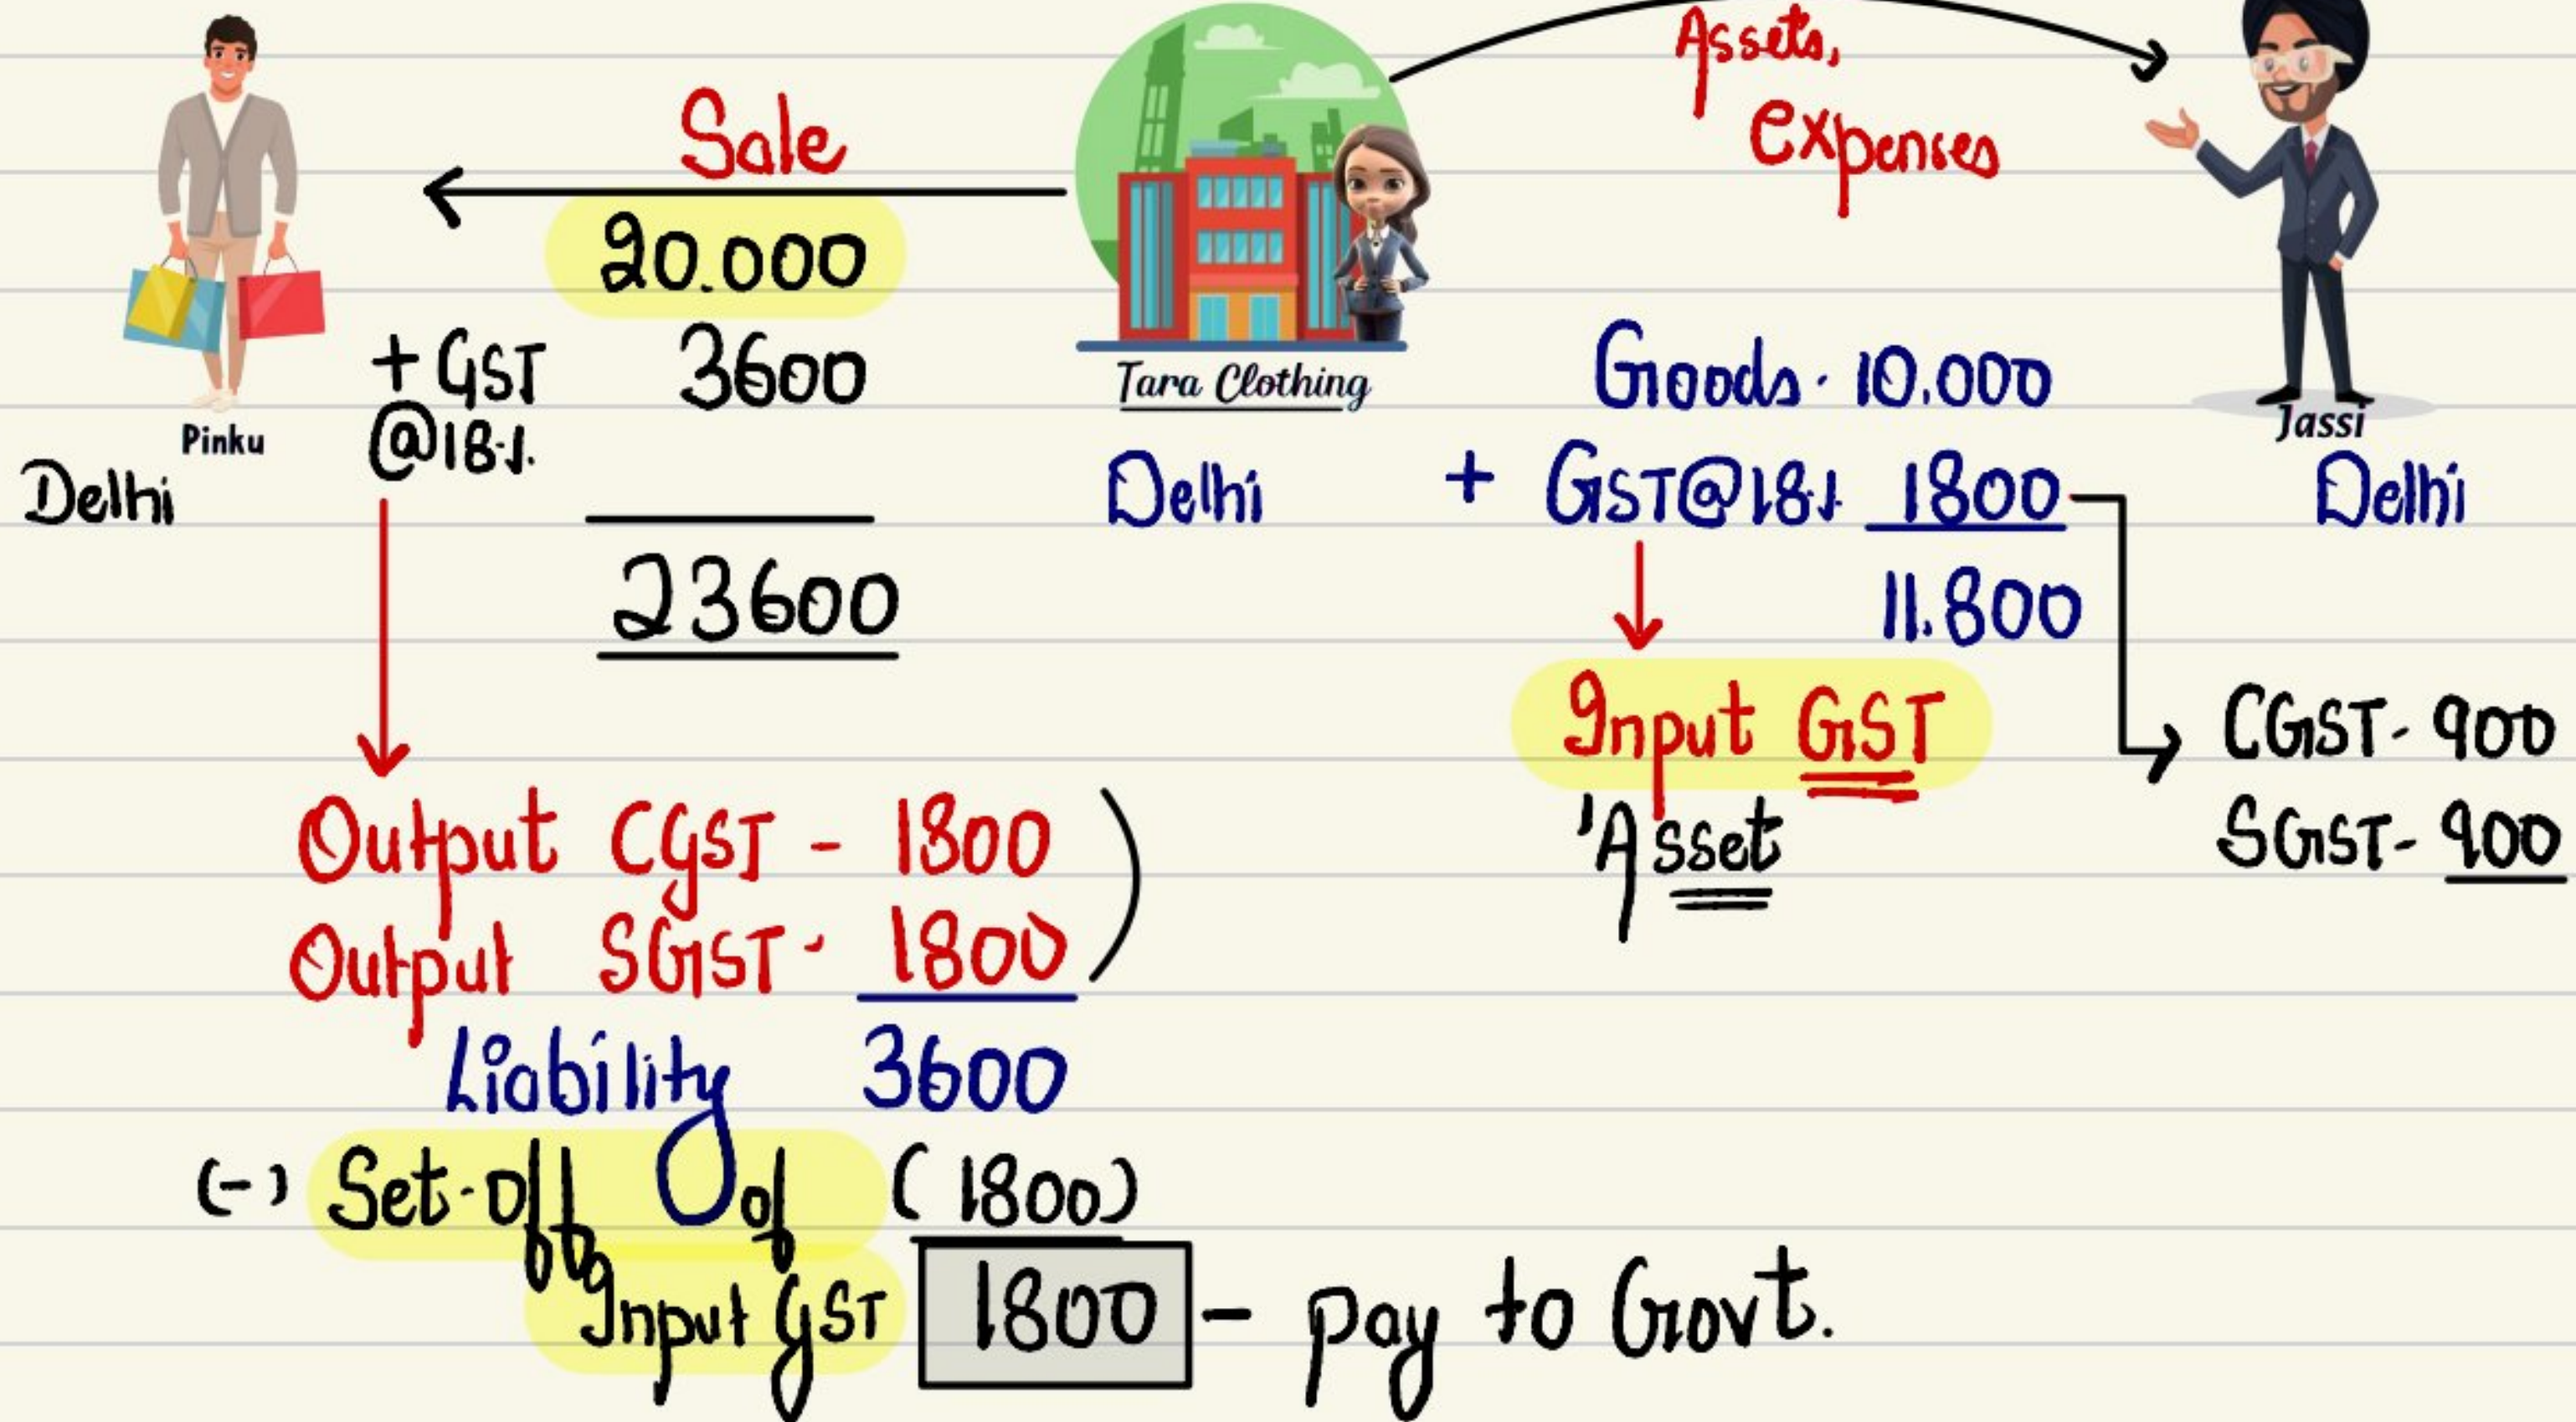 Assets,
Expenses
Sale
20.000
+ GST 3600
@18%
23600
Pinku
Delhi
Tara Clothing
Delhi
Goods - 10.000
+ GST@18% 1800
11.800
Jassi
Delhi
Input GST
Asset
CGST - 900
SGST - 900
Output CGST - 1800
Output SGST - 1800
Liability 3600
(-) Set-off of (1800)
Input GST 1800 - pay to Govt.